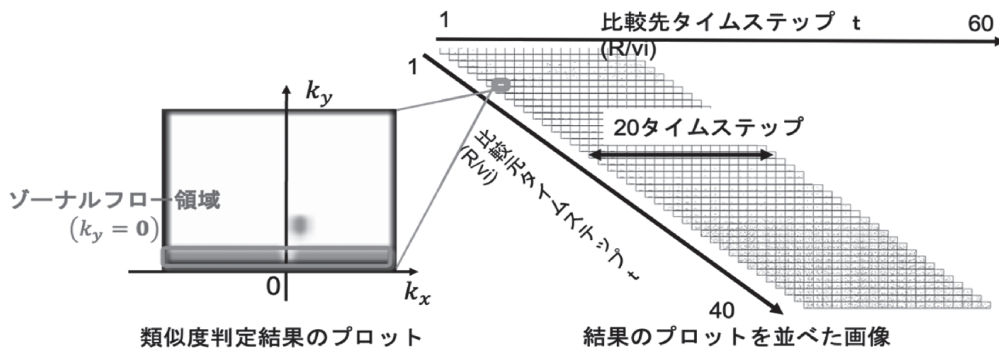 1
比較先タイムステップ t
(R/vi)
60
1
k_y
20タイムステップ
比較元タイムステップ t
(R/vi)
ゾーナルフロー領域
(k_y = 0)
0
k_x
40
類似度判定結果のプロット
結果のプロットを並べた画像